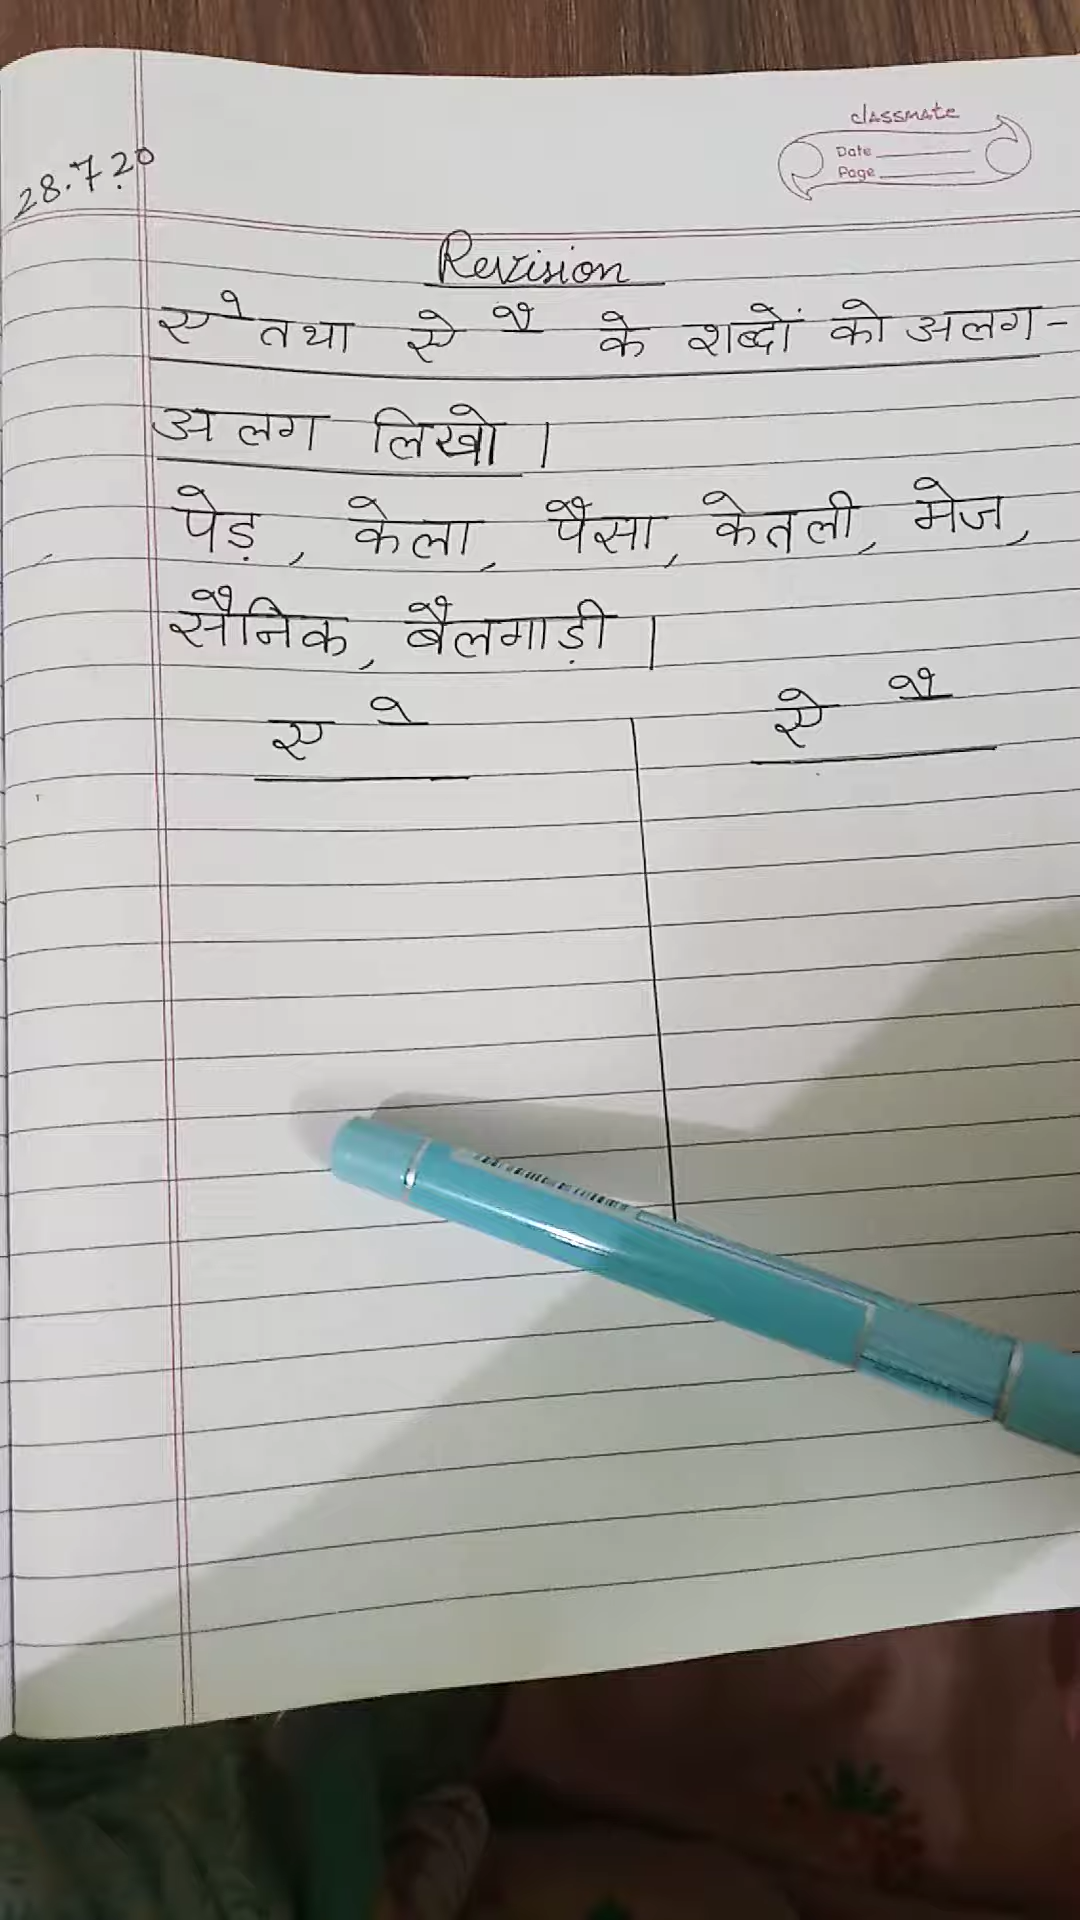 classmate
Date
Page
28.7.20
Revision
ए े तथा ऐ ै के शब्दों को अलग-
अलग लिखो ।
पेड़, केला, पैसा, केतली, मेज,
सैनिक, बैलगाड़ी ।
ए े ऐ ै